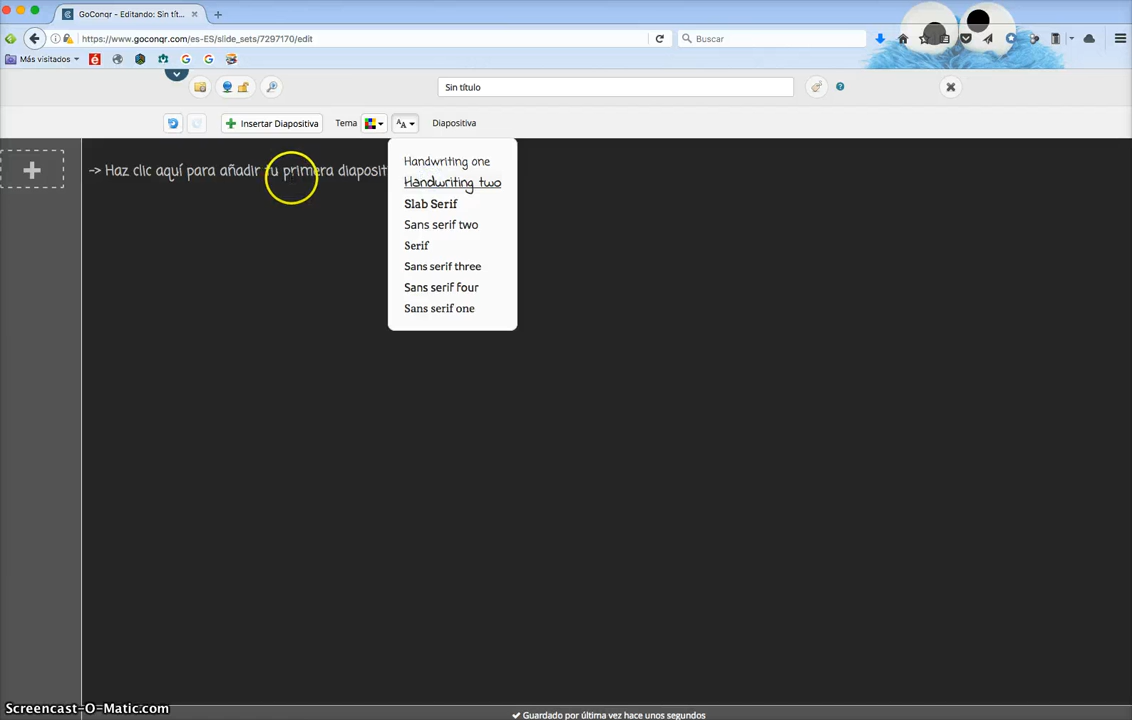 GoConqr - Editando: Sin tít...
https://www.goconqr.com/es-ES/slide_sets/7297170/edit
Buscar
Más visitados
Sin título
Insertar Diapositiva
Tema
Diapositiva
-> Haz clic aquí para añadir tu primera diaposit
Handwriting one
Handwriting two
Slab Serif
Sans serif two
Serif
Sans serif three
Sans serif four
Sans serif one
Screencast-O-Matic.com
Guardado por última vez hace unos segundos